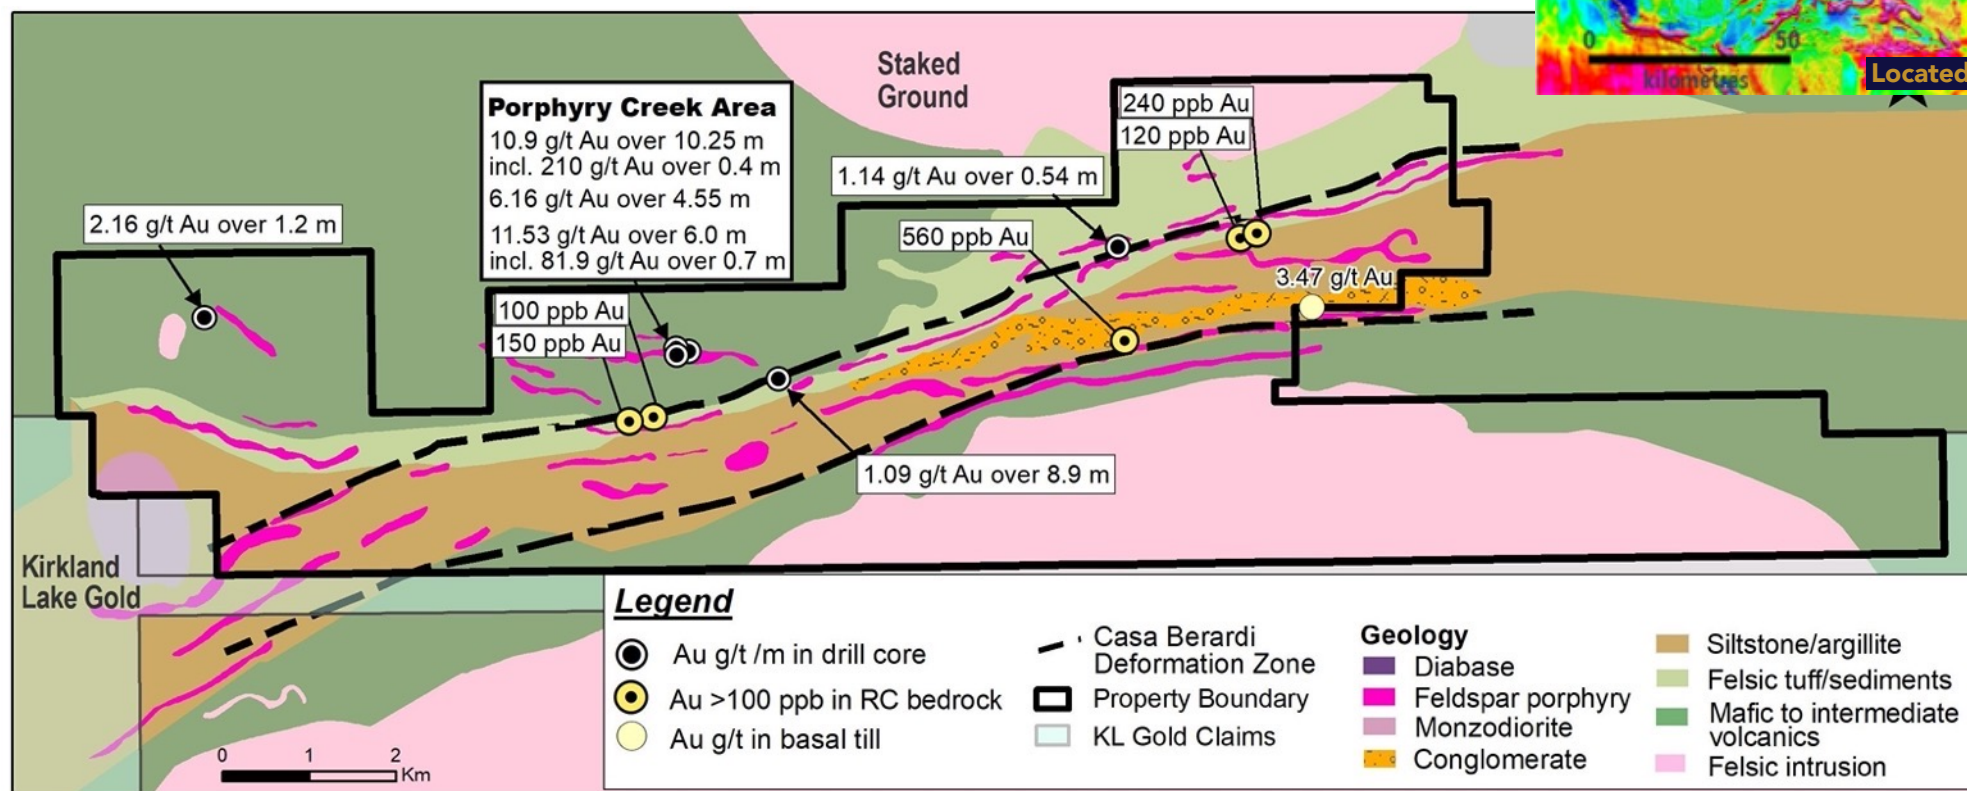 0 50
kilometres
Located
Staked
Ground
Porphyry Creek Area
10.9 g/t Au over 10.25 m
incl. 210 g/t Au over 0.4 m
6.16 g/t Au over 4.55 m
11.53 g/t Au over 6.0 m
incl. 81.9 g/t Au over 0.7 m
240 ppb Au
120 ppb Au
1.14 g/t Au over 0.54 m
2.16 g/t Au over 1.2 m
560 ppb Au
3.47 g/t Au
100 ppb Au
150 ppb Au
1.09 g/t Au over 8.9 m
Kirkland
Lake Gold
0 1 2
Km
Legend
Au g/t /m in drill core
Au >100 ppb in RC bedrock
Au g/t in basal till
Casa Berardi
Deformation Zone
Property Boundary
KL Gold Claims
Geology
Diabase
Feldspar porphyry
Monzodiorite
Conglomerate
Siltstone/argillite
Felsic tuff/sediments
Mafic to intermediate
volcanics
Felsic intrusion